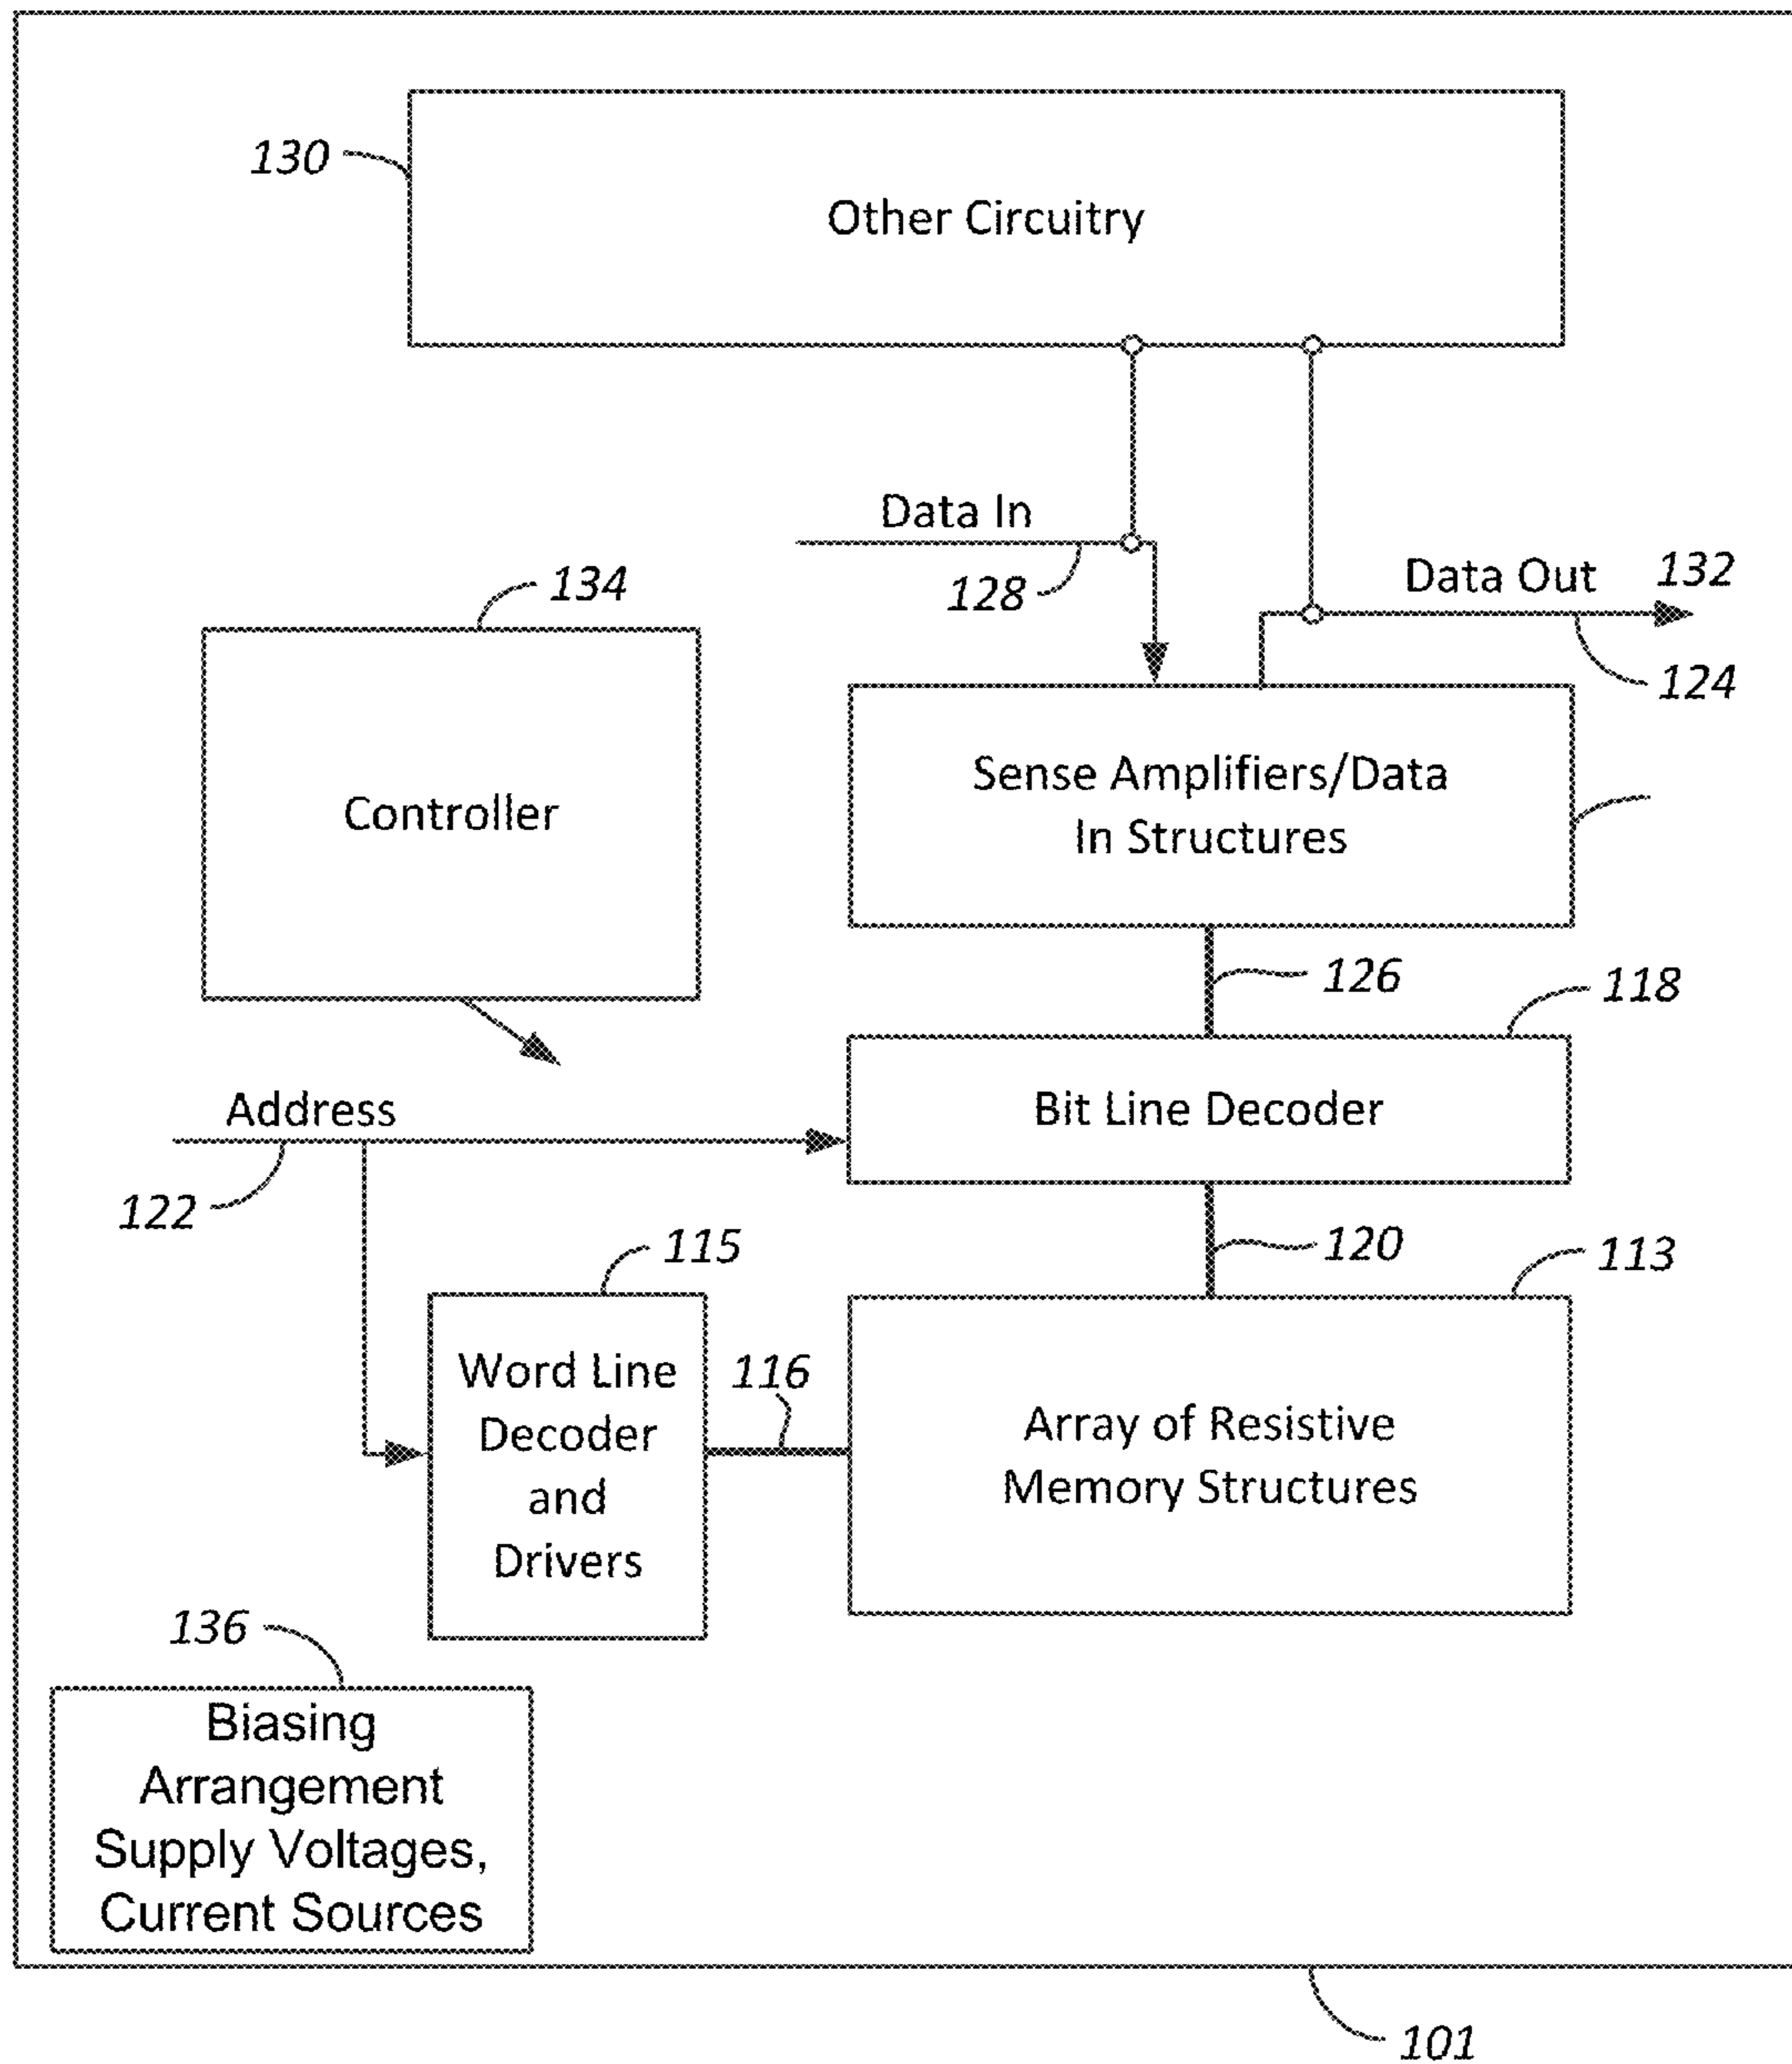 130
Other Circuitry
Data In
128
Data Out
132
124
134
Controller
Sense Amplifiers/Data
In Structures
126
118
Address
122
Bit Line Decoder
120
115
113
Word Line
Decoder
and
Drivers
116
Array of Resistive
Memory Structures
136
Biasing
Arrangement
Supply Voltages,
Current Sources
101